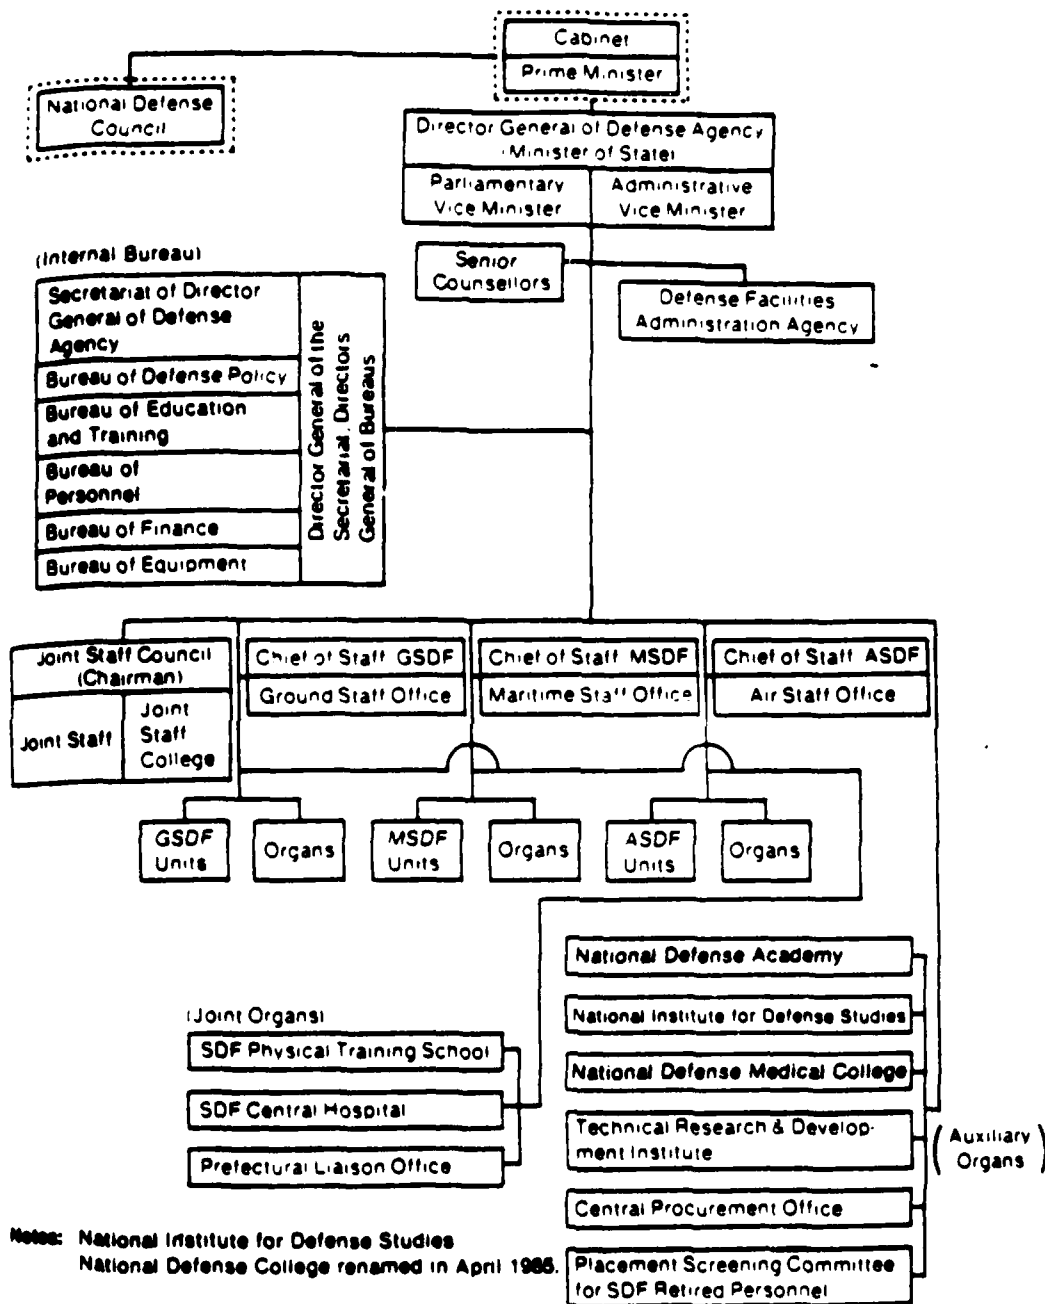 Cabinet
Prime Minister
National Defense
Council
Director General of Defense Agency
(Minister of State)
Parliamentary
Vice Minister
Administrative
Vice Minister
(Internal Bureau)
Senior
Counsellors
Defense Facilities
Administration Agency
Secretariat of Director
General of Defense
Agency
Bureau of Defense Policy
Bureau of Education
and Training
Bureau of
Personnel
Bureau of Finance
Bureau of Equipment
Director General of the
Secretariat, Directors
General of Bureaus
Joint Staff Council
(Chairman)
Joint Staff
Joint
Staff
College
Chief of Staff GSDF
Ground Staff Office
Chief of Staff MSDF
Maritime Staff Office
Chief of Staff ASDF
Air Staff Office
GSDF
Units
Organs
MSDF
Units
Organs
ASDF
Units
Organs
(Joint Organs)
SDF Physical Training School
SDF Central Hospital
Prefectural Liaison Office
National Defense Academy
National Institute for Defense Studies
National Defense Medical College
Technical Research & Develop-
ment Institute
Central Procurement Office
Placement Screening Committee
for SDF Retired Personnel
(Auxiliary
Organs)
Notes: National Institute for Defense Studies
National Defense College renamed in April 1985.